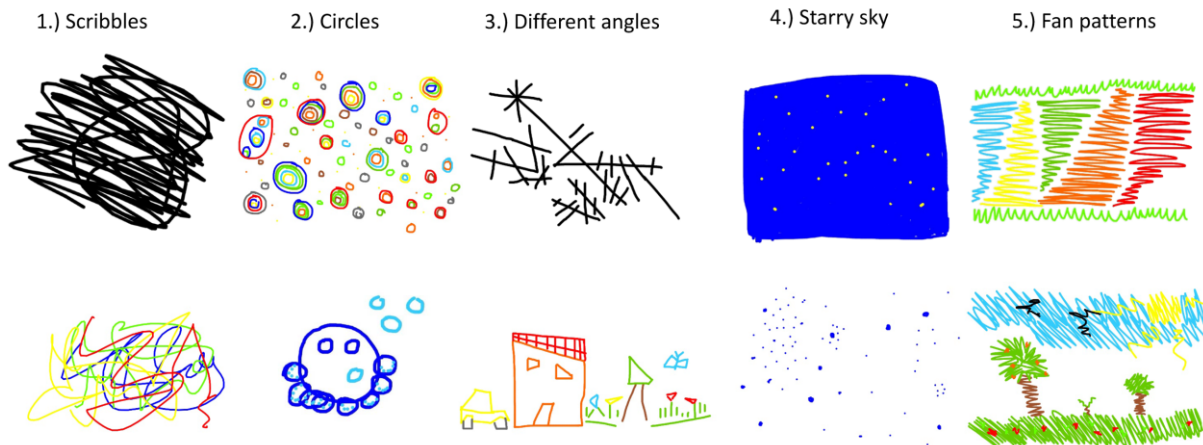 1.) Scribbles
2.) Circles
3.) Different angles
4.) Starry sky
5.) Fan patterns